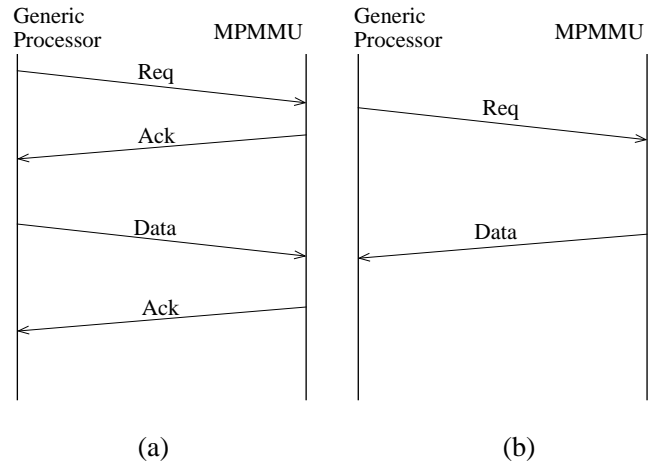 Generic
Processor
MPMMU
Req
Ack
Data
Ack
(a)
Generic
Processor
MPMMU
Req
Data
(b)